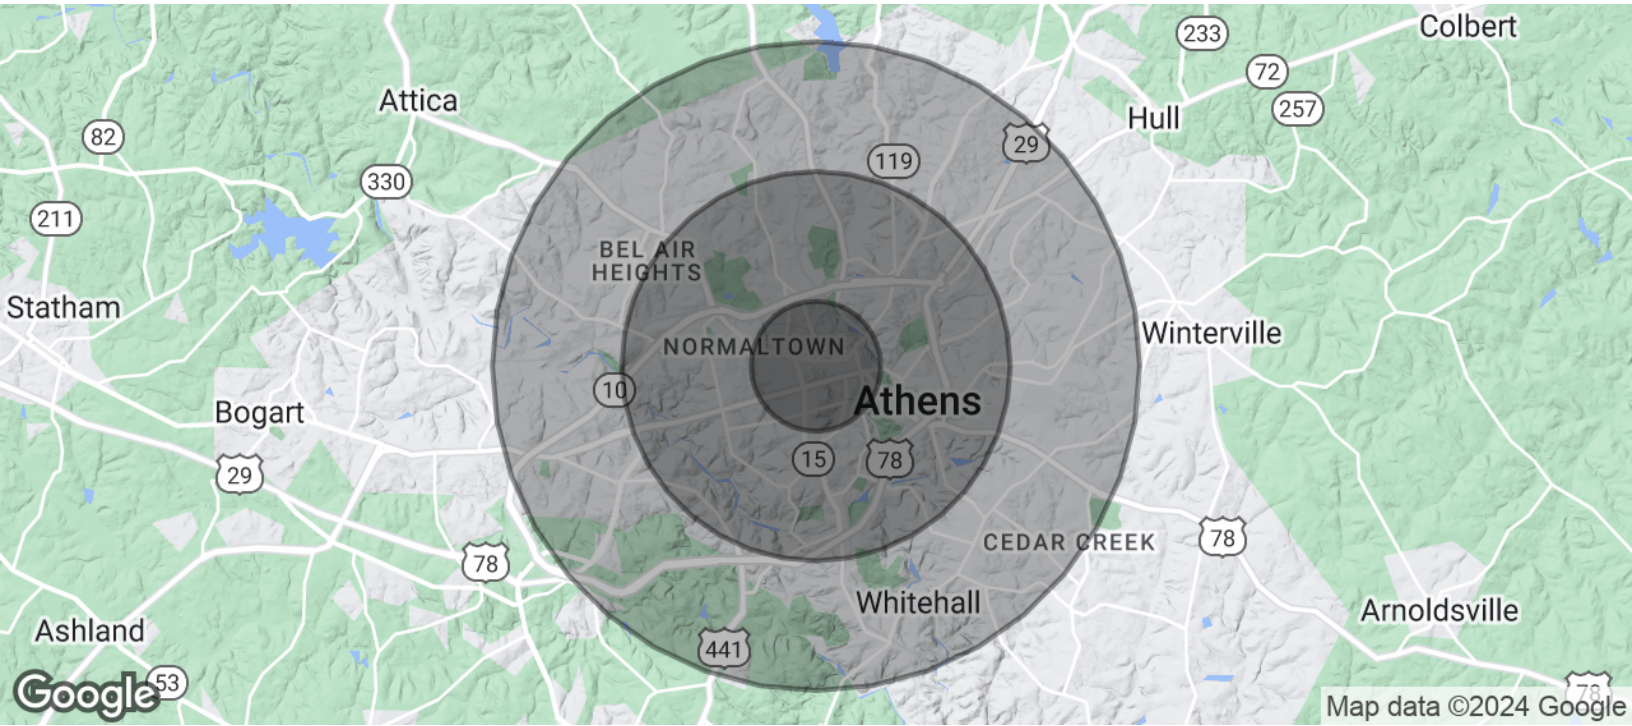 Colbert
233
72
Attica
257
Hull
82
29
119
330
211
BEL AIR
HEIGHTS
Statham
Winterville
NORMALTOWN
10
Athens
Bogart
15
78
29
78
CEDAR CREEK
78
Whitehall
Arnoldsville
Ashland
441
53
78
Google
Map data ©2024 Google